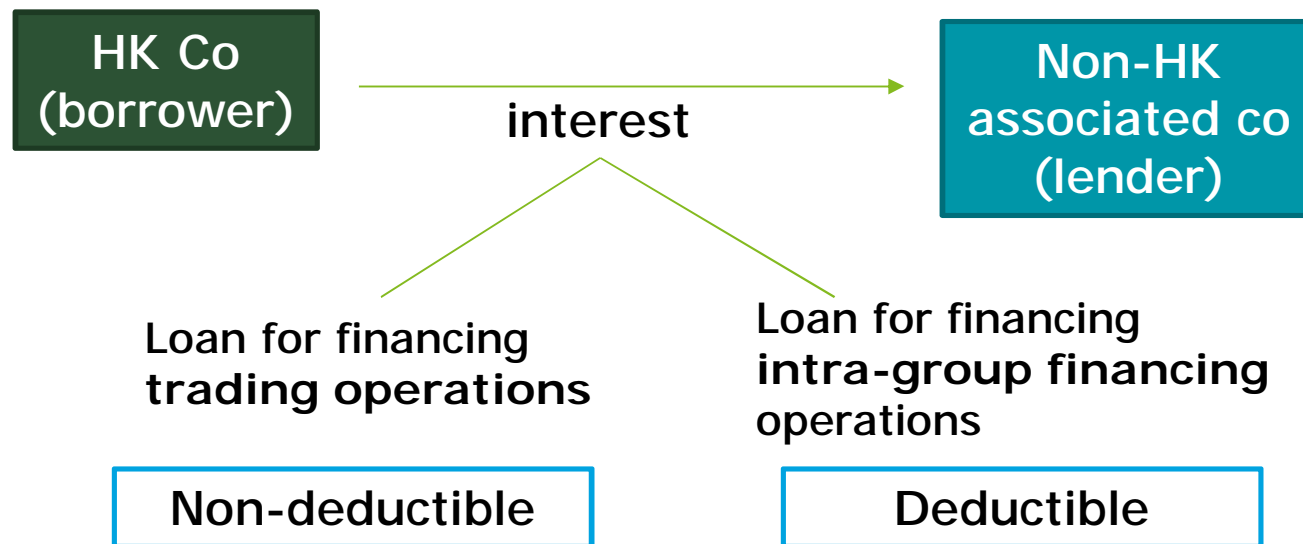 HK Co
(borrower)
interest
Non-HK
associated co
(lender)
Loan for financing
trading operations
Loan for financing
intra-group financing
operations
Non-deductible
Deductible